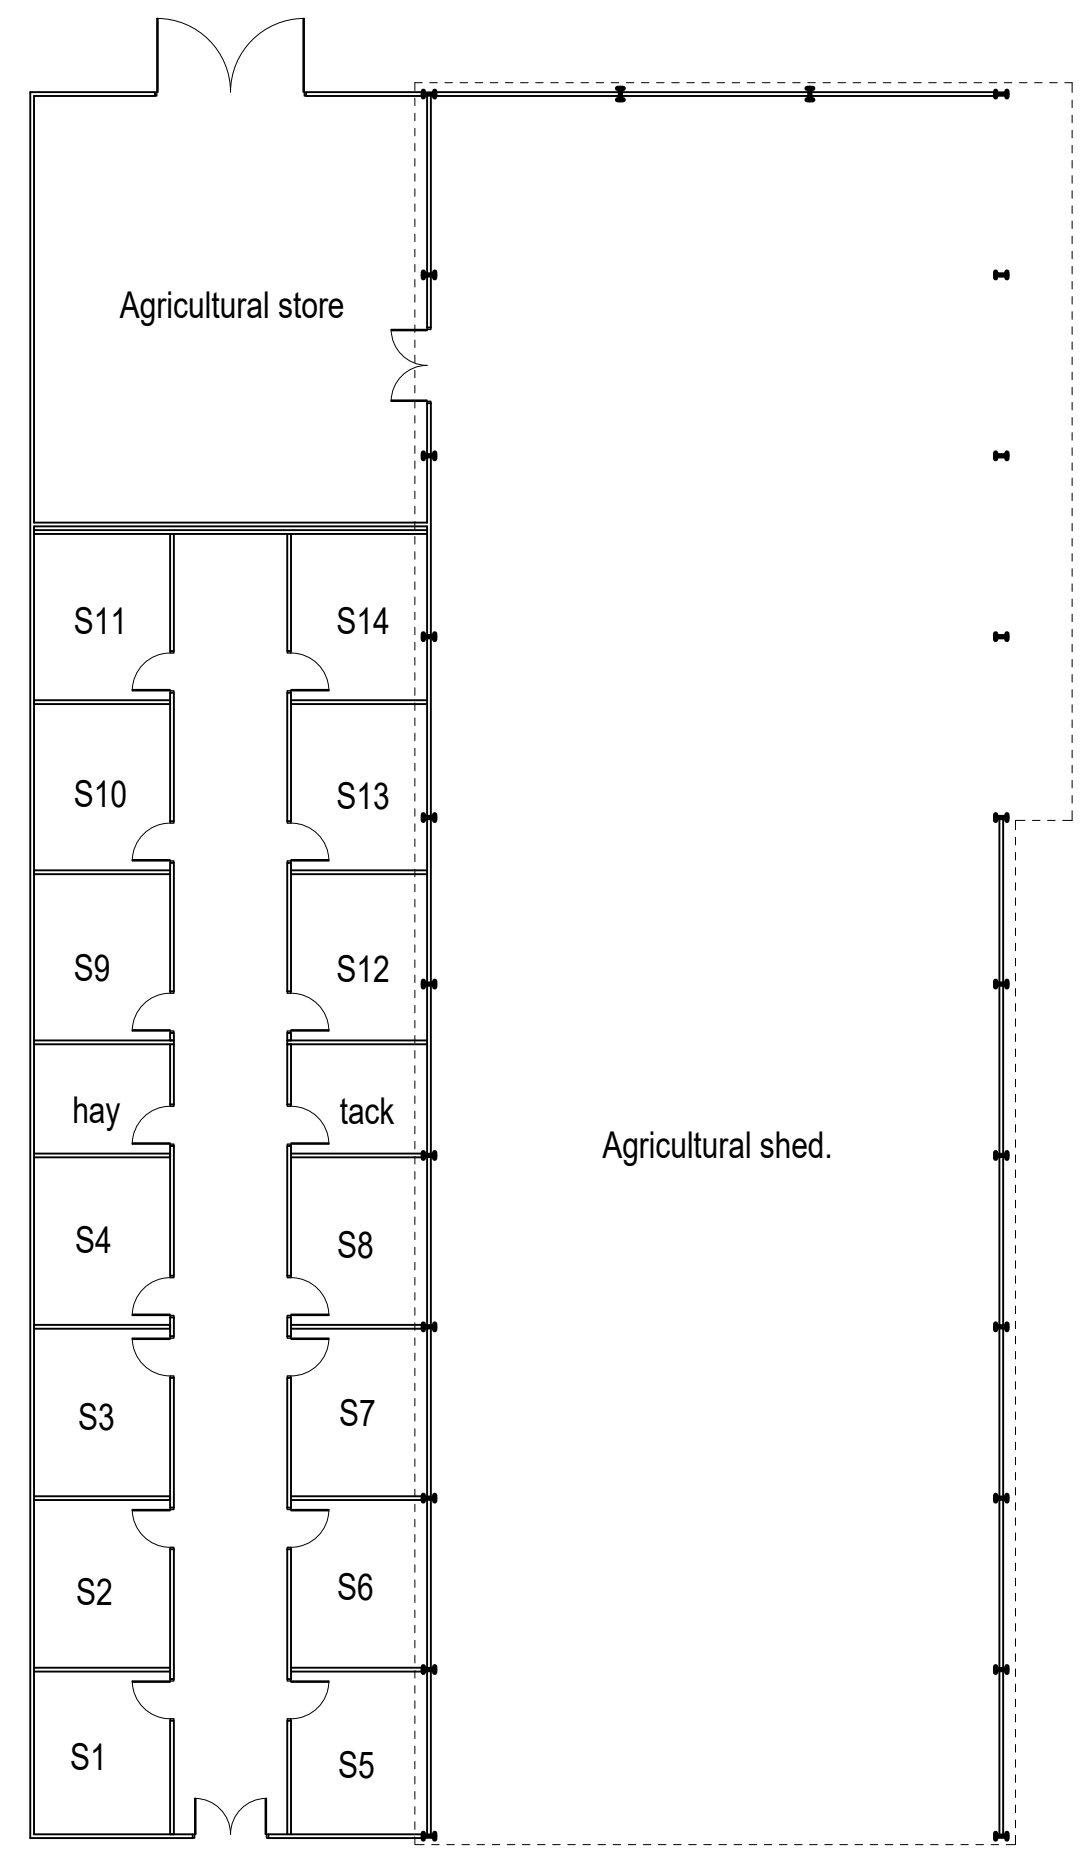 Agricultural store
S11
S14
S10
S13
S9
S12
hay
tack
Agricultural shed.
S4
S8
S3
S7
S2
S6
S1
S5